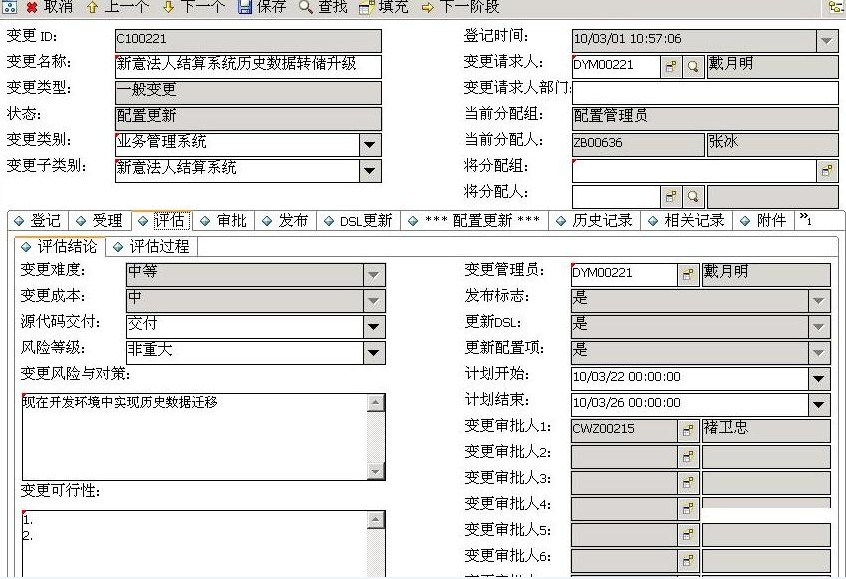 取消 上一个 下一个 保存 查找 填充 下一阶段
变更 ID: C100221 登记时间: 10/03/01 10:57:06
变更名称: 新意法人结算系统历史数据转储升级 变更请求人: DYM00221 戴月明
变更类型: 一般变更 变更请求人部门:
状态: 配置更新 当前分配组: 配置管理员
变更类别: 业务管理系统 当前分配人: ZB00636 张冰
变更子类别: 新意法人结算系统 将分配组:
将分配人:
登记 受理 评估 审批 发布 DSL更新 *** 配置更新 *** 历史记录 相关记录 附件 »1
评估结论 评估过程
变更难度: 中等 变更管理员: DYM00221 戴月明
变更成本: 中 发布标志: 是
源代码交付: 交付 更新DSL: 是
风险等级: 非重大 更新配置项: 是
变更风险与对策: 计划开始: 10/03/22 00:00:00
现在开发环境中实现历史数据迁移 计划结束: 10/03/26 00:00:00
变更审批人1: CWZ00215 褚卫忠
变更审批人2:
变更审批人3:
变更可行性: 变更审批人4:
1. 变更审批人5:
2. 变更审批人6: